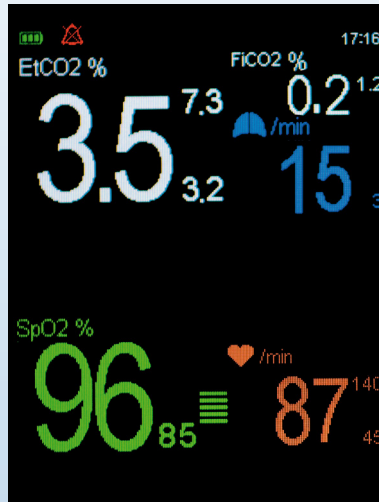 17:16
EtCO2 % FiCO2 %
3.5 7.3 3.2
0.2 1.2
/min
15 3
SpO2 %
96 85
/min
87 140 45